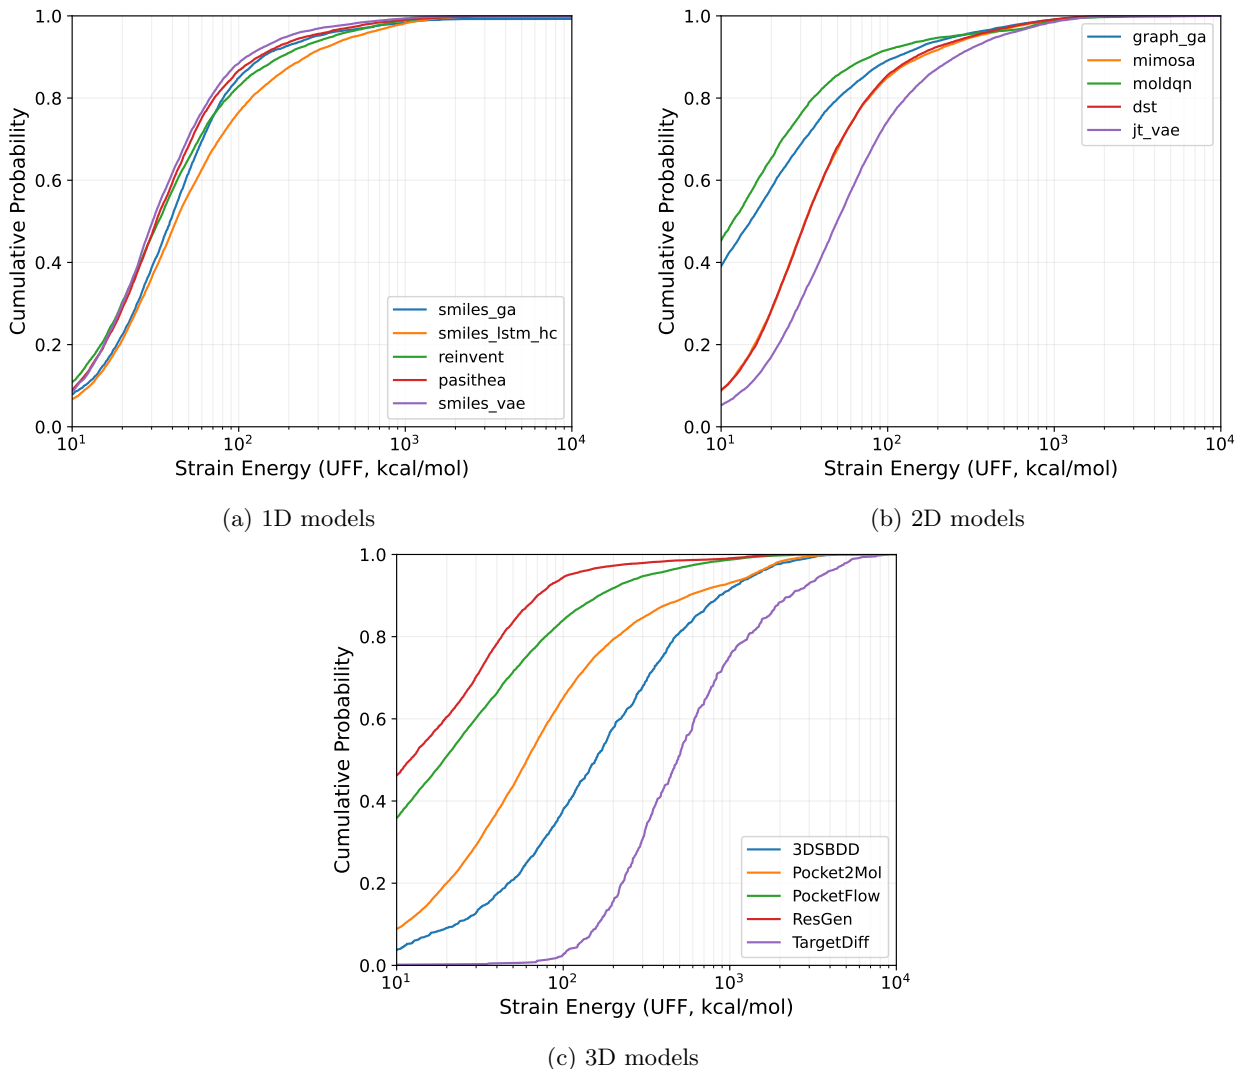 1.0
0.8
0.6
0.4
0.2
0.0
Cumulative Probability
10¹ 10² 10³ 10⁴
Strain Energy (UFF, kcal/mol)
smiles_ga
smiles_lstm_hc
reinvent
pasithea
smiles_vae
(a) 1D models
1.0
0.8
0.6
0.4
0.2
0.0
Cumulative Probability
10¹ 10² 10³ 10⁴
Strain Energy (UFF, kcal/mol)
graph_ga
mimosa
moldqn
dst
jt_vae
(b) 2D models
1.0
0.8
0.6
0.4
0.2
0.0
Cumulative Probability
10¹ 10² 10³ 10⁴
Strain Energy (UFF, kcal/mol)
3DSBDD
Pocket2Mol
PocketFlow
ResGen
TargetDiff
(c) 3D models